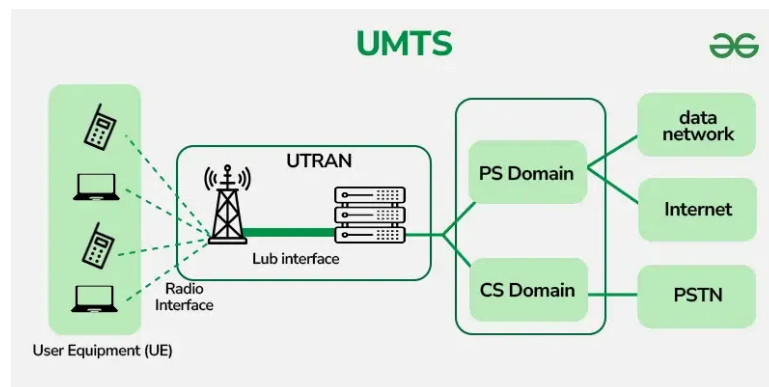 UMTS
User Equipment (UE)
Radio
Interface
UTRAN
Lub interface
PS Domain
CS Domain
data
network
Internet
PSTN